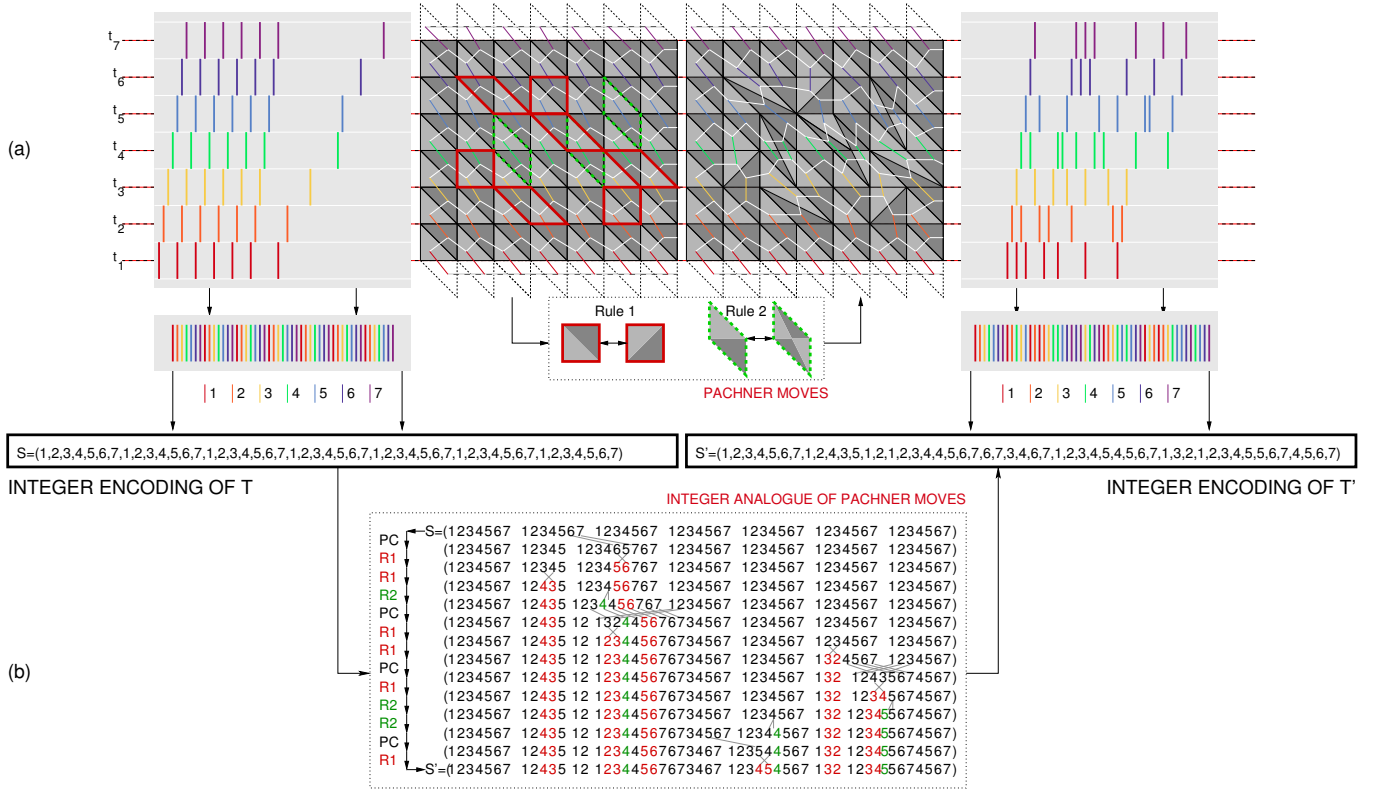 (a)
t7
t6
t5
t4
t3
t2
t1
Rule 1
Rule 2
PACHNER MOVES
1 2 3 4 5 6 7
1 2 3 4 5 6 7
S=(1,2,3,4,5,6,7,1,2,3,4,5,6,7,1,2,3,4,5,6,7,1,2,3,4,5,6,7,1,2,3,4,5,6,7,1,2,3,4,5,6,7,1,2,3,4,5,6,7)
S'=(1,2,3,4,5,6,7,1,2,4,3,5,1,2,1,2,3,4,4,5,6,7,6,7,3,4,6,7,1,2,3,4,5,4,5,6,7,1,3,2,1,2,3,4,5,5,6,7,4,5,6,7)
INTEGER ENCODING OF T
INTEGER ENCODING OF T'
INTEGER ANALOGUE OF PACHNER MOVES
(b)
PC
R1
R1
R2
PC
R1
R1
PC
R1
R2
R2
PC
R1
S=(1234567 1234567 1234567 1234567 1234567 1234567 1234567)
(1234567 12345 123465767 1234567 1234567 1234567 1234567)
(1234567 12345 123456767 1234567 1234567 1234567 1234567)
(1234567 12435 123456767 1234567 1234567 1234567 1234567)
(1234567 12435 1234456767 1234567 1234567 1234567 1234567)
(1234567 12435 12 132445676734567 1234567 1234567 1234567)
(1234567 12435 12 123445676734567 1234567 1234567 1234567)
(1234567 12435 12 123445676734567 1234567 1324567 1234567)
(1234567 12435 12 123445676734567 1234567 132 12435674567)
(1234567 12435 12 123445676734567 1234567 132 12345674567)
(1234567 12435 12 123445676734567 1234567 132 123455674567)
(1234567 12435 12 123445676734567 12344567 132 123455674567)
(1234567 12435 12 12344567673467 123544567 132 123455674567)
S'=(1234567 12435 12 12344567673467 123454567 132 123455674567)